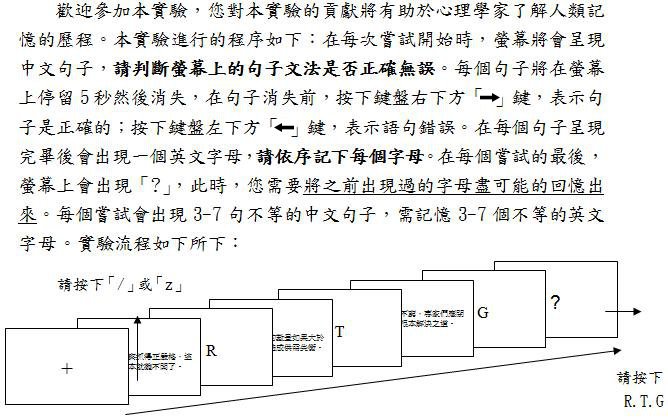 歡迎參加本實驗，您對本實驗的貢獻將有助於心理學家了解人類記
憶的歷程。本實驗進行的程序如下：在每次嘗試開始時，螢幕將會呈現
中文句子，請判斷螢幕上的句子文法是否正確無誤。每個句子將在螢幕
上停留 5 秒然後消失，在句子消失前，按下鍵盤右下方「→」鍵，表示句
子是正確的；按下鍵盤左下方「←」鍵，表示語句錯誤。在每個句子呈現
完畢後會出現一個英文字母，請依序記下每個字母。在每個嘗試的最後，
螢幕上會出現「?」，此時，您需要將之前出現過的字母盡可能的回憶出
來。每個嘗試會出現 3-7 句不等的中文句子，需記憶 3-7 個不等的英文
字母。實驗流程如下所下：
請按下「/」或「z」
+
R
T
G
?
請按下
R.T.G